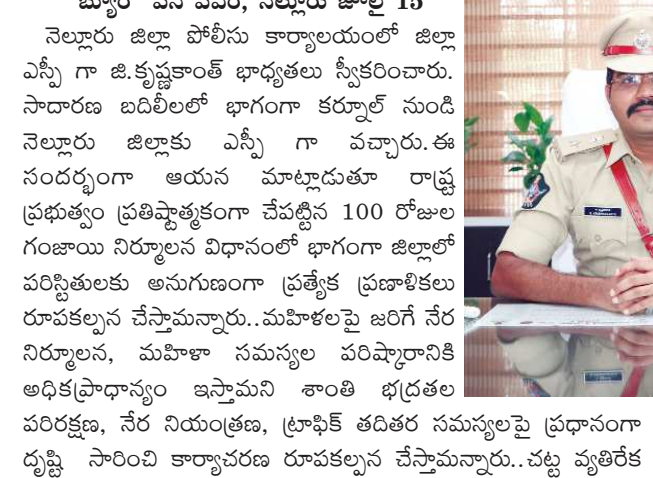 నెల్లూరు జూలై 15
నెల్లూరు జిల్లా పోలీసు కార్యాలయంలో జిల్లా
ఎస్పీ గా జి.కృష్ణకాంత్ భాధ్యతలు స్వీకరించారు.
సాదారణ బదిలీలలో భాగంగా కర్నూల్ నుండి
నెల్లూరు జిల్లాకు ఎస్పీ గా వచ్చారు.ఈ
సందర్భంగా ఆయన మాట్లాడుతూ రాష్ట్ర
ప్రభుత్వం ప్రతిష్టాత్మకంగా చేపట్టిన 100 రోజుల
గంజాయి నిర్మూలన విధానంలో భాగంగా జిల్లాలో
పరిస్టితులకు అనుగుణంగా ప్రత్యేక ప్రణాళికలు
రూపకల్పన చేస్తామన్నారు..మహిళలపై జరిగే నేర
నిర్మూలన, మహిళా సమస్యల పరిష్కారానికి
అధికప్రాధాన్యం ఇస్తామని శాంతి భద్రతల
పరిరక్షణ, నేర నియంత్రణ, ట్రాఫిక్ తదితర సమస్యలపై ప్రధానంగా
దృష్టి సారించి కార్యాచరణ రూపకల్పన చేస్తామన్నారు..చట్ట వ్యతిరేక